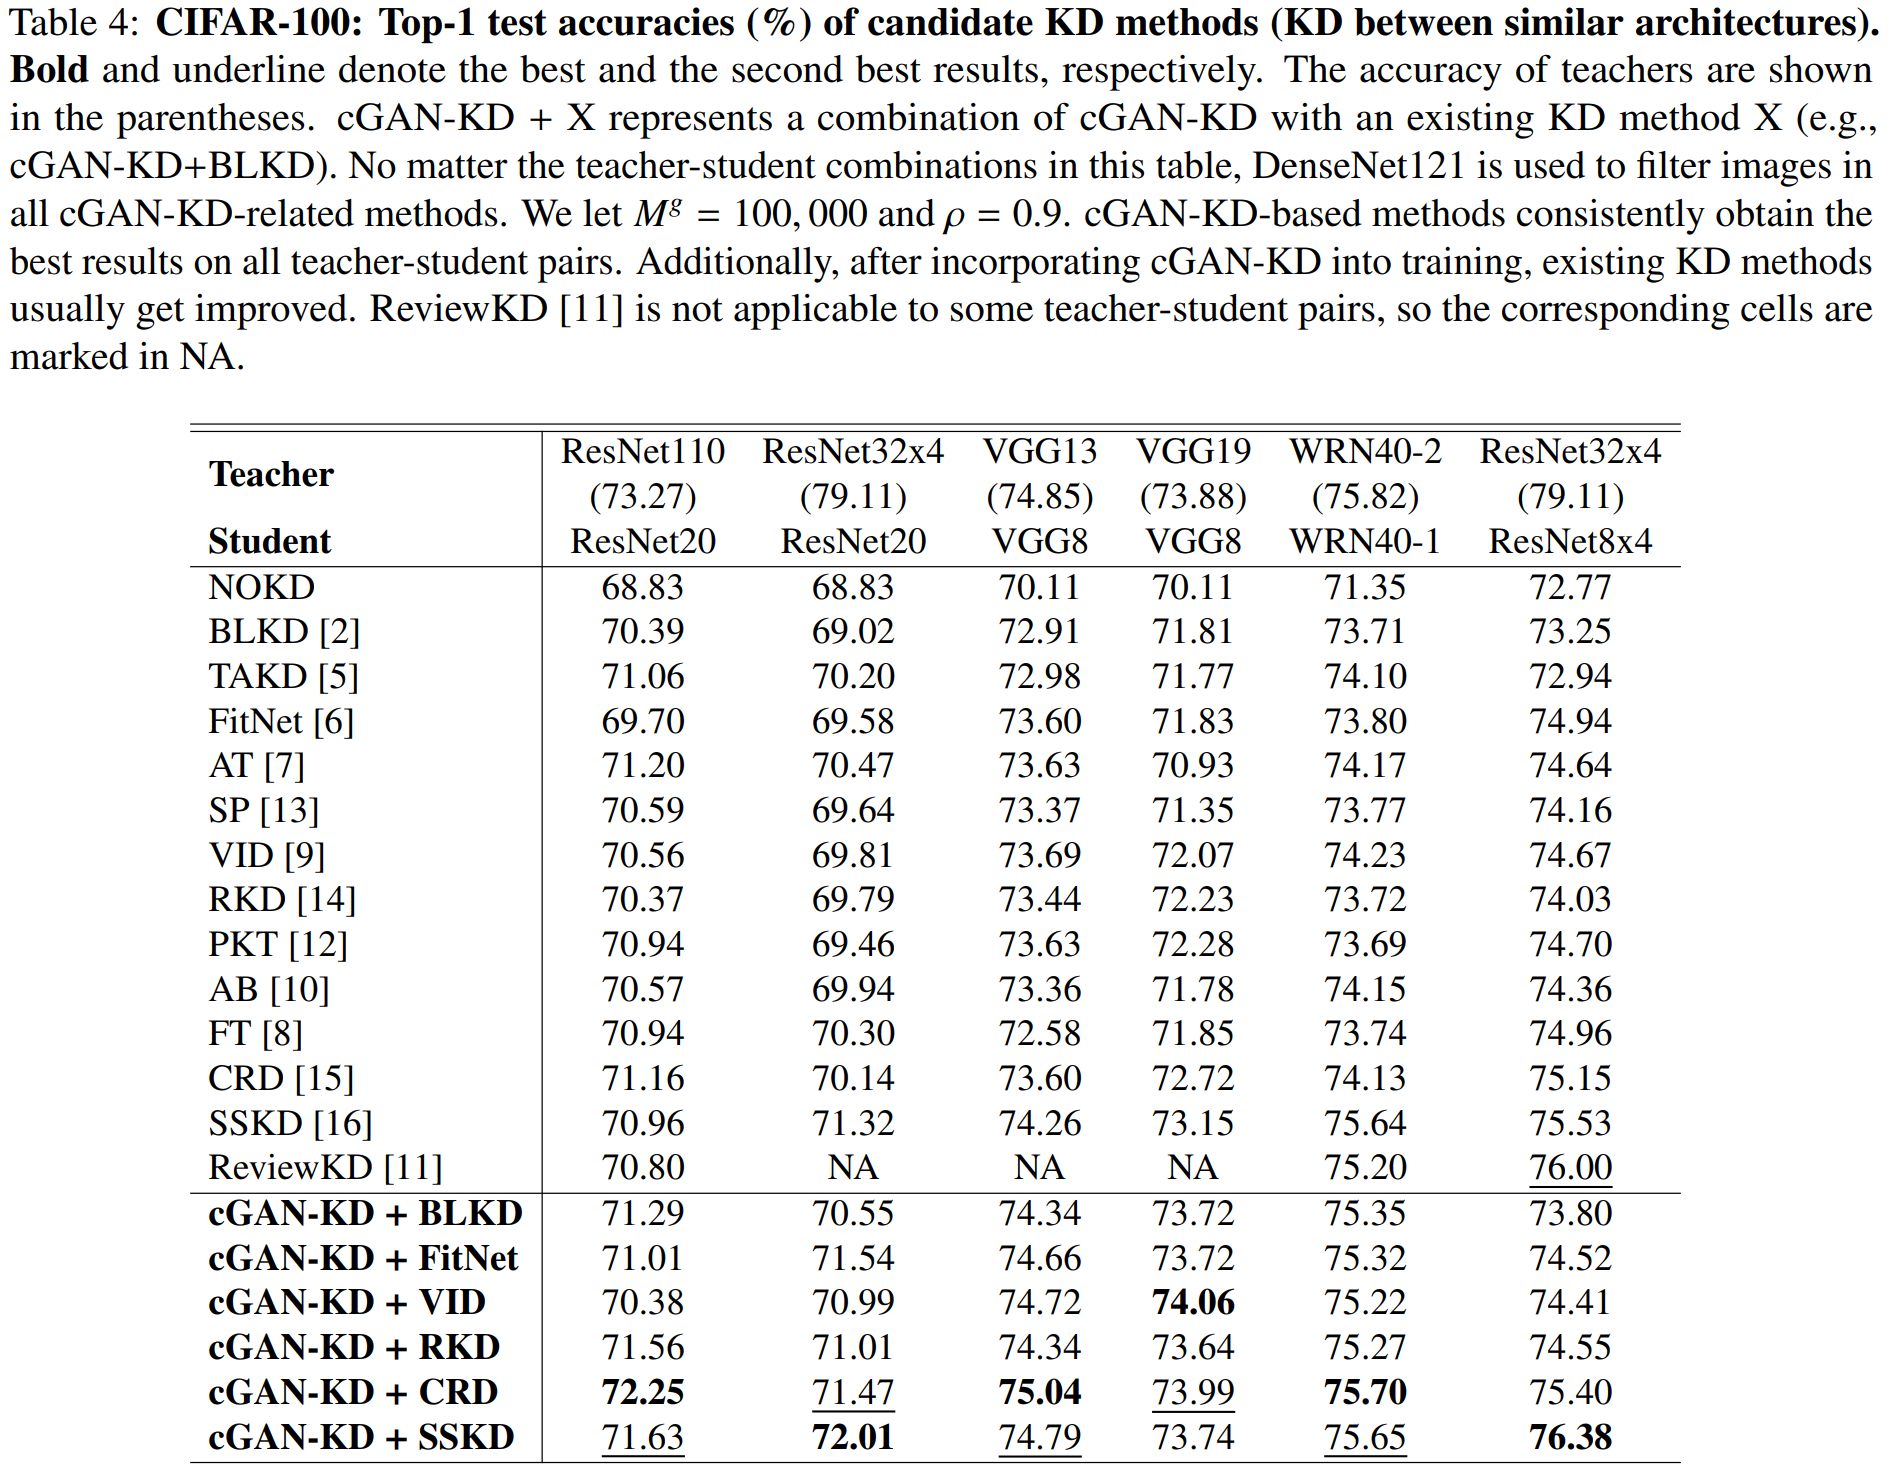 Table 4: CIFAR-100: Top-1 test accuracies (%) of candidate KD methods (KD between similar architectures).
Bold and underline denote the best and the second best results, respectively. The accuracy of teachers are shown
in the parentheses. cGAN-KD + X represents a combination of cGAN-KD with an existing KD method X (e.g.,
cGAN-KD+BLKD). No matter the teacher-student combinations in this table, DenseNet121 is used to filter images in
all cGAN-KD-related methods. We let M^g = 100, 000 and ρ = 0.9. cGAN-KD-based methods consistently obtain the
best results on all teacher-student pairs. Additionally, after incorporating cGAN-KD into training, existing KD methods
usually get improved. ReviewKD [11] is not applicable to some teacher-student pairs, so the corresponding cells are
marked in NA.
Teacher ResNet110 ResNet32x4 VGG13 VGG19 WRN40-2 ResNet32x4
(73.27) (79.11) (74.85) (73.88) (75.82) (79.11)
Student ResNet20 ResNet20 VGG8 VGG8 WRN40-1 ResNet8x4
NOKD 68.83 68.83 70.11 70.11 71.35 72.77
BLKD [2] 70.39 69.02 72.91 71.81 73.71 73.25
TAKD [5] 71.06 70.20 72.98 71.77 74.10 72.94
FitNet [6] 69.70 69.58 73.60 71.83 73.80 74.94
AT [7] 71.20 70.47 73.63 70.93 74.17 74.64
SP [13] 70.59 69.64 73.37 71.35 73.77 74.16
VID [9] 70.56 69.81 73.69 72.07 74.23 74.67
RKD [14] 70.37 69.79 73.44 72.23 73.72 74.03
PKT [12] 70.94 69.46 73.63 72.28 73.69 74.70
AB [10] 70.57 69.94 73.36 71.78 74.15 74.36
FT [8] 70.94 70.30 72.58 71.85 73.74 74.96
CRD [15] 71.16 70.14 73.60 72.72 74.13 75.15
SSKD [16] 70.96 71.32 74.26 73.15 75.64 75.53
ReviewKD [11] 70.80 NA NA NA 75.20 76.00
cGAN-KD + BLKD 71.29 70.55 74.34 73.72 75.35 73.80
cGAN-KD + FitNet 71.01 71.54 74.66 73.72 75.32 74.52
cGAN-KD + VID 70.38 70.99 74.72 74.06 75.22 74.41
cGAN-KD + RKD 71.56 71.01 74.34 73.64 75.27 74.55
cGAN-KD + CRD 72.25 71.47 75.04 73.99 75.70 75.40
cGAN-KD + SSKD 71.63 72.01 74.79 73.74 75.65 76.38